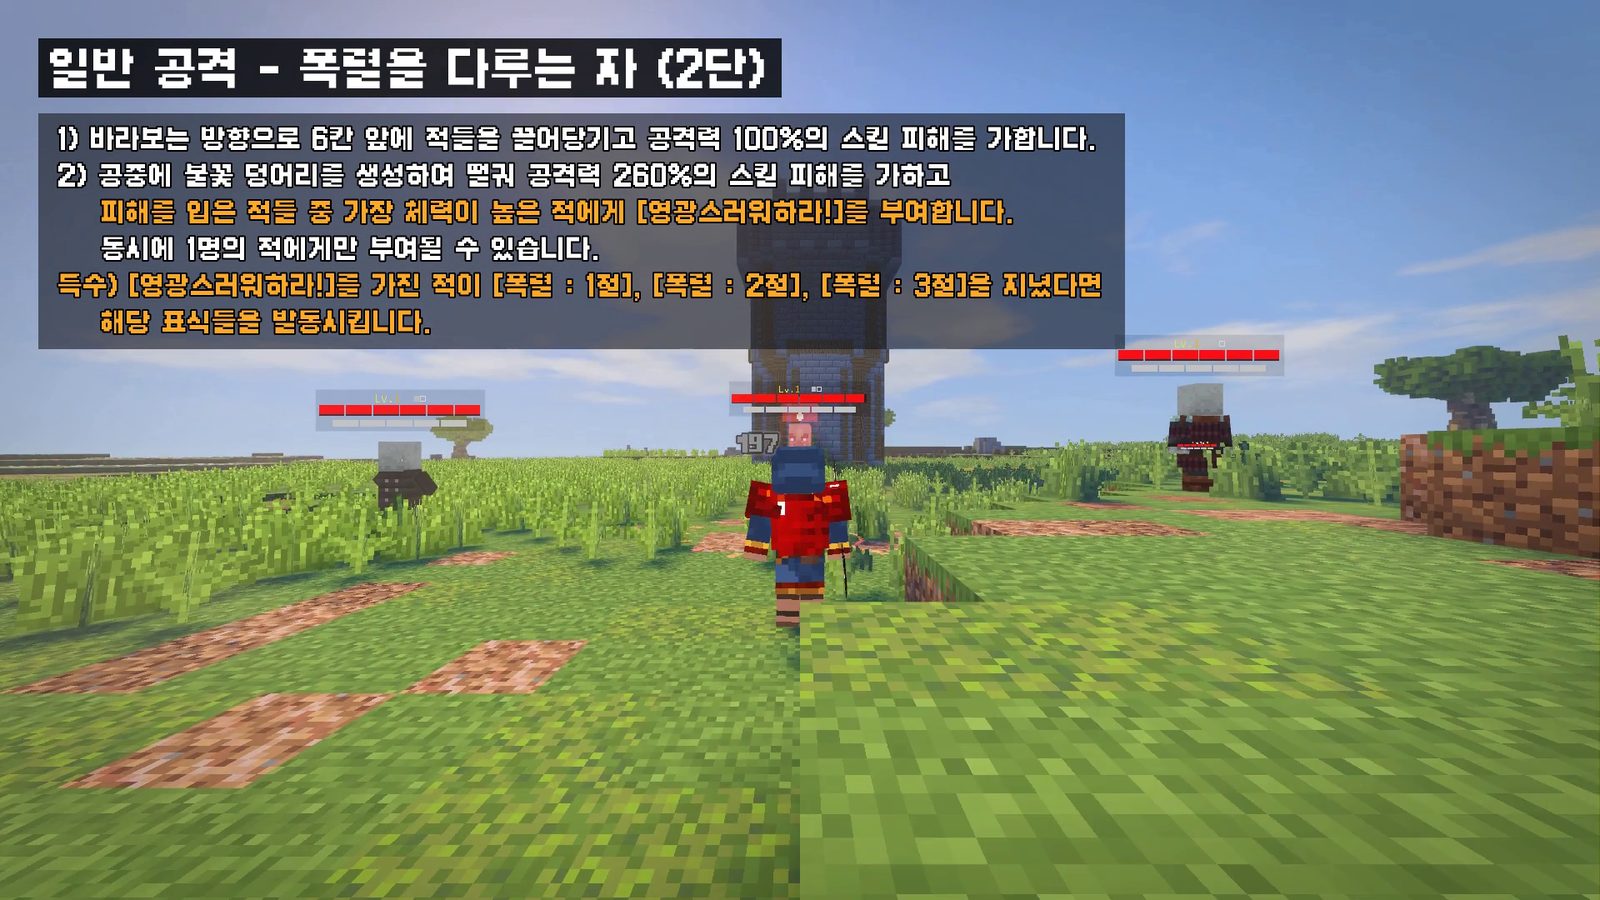 일반 공격 - 폭렬을 다루는 자 (2단)
1) 바라보는 방향으로 6칸 앞에 적들을 끌어당기고 공격력 100%의 스킬 피해를 가합니다.
2) 공중에 불꽃 덩어리를 생성하여 떨궈 공격력 260%의 스킬 피해를 가하고
피해를 입은 적들 중 가장 체력이 높은 적에게 [영광스러워하라!]를 부여합니다.
동시에 1명의 적에게만 부여될 수 있습니다.
득수) [영광스러워하라!]를 가진 적이 [폭렬 : 1절], [폭렬 : 2절], [폭렬 : 3절]을 지녔다면
해당 표식들을 발동시킵니다.
Lv.1
197